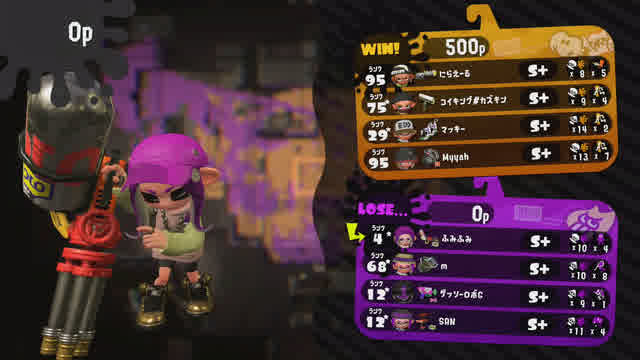 0p
WIN!
500p
ランク
95
にらえーる
S+
x 8
x 5
ランク
75*
コイキング#カズキン
S+
x 9
x 4
ランク
29*
マッキー
S+
x14
x 2
ランク
95
Myyah
S+
x13
x 7
LOSE...
0p
ランク
4*
ふみふみ
S+
x10
x 4
ランク
68*
m
S+
x10
x 8
ランク
12*
ダッソーロボC
S+
x 9
x 1
ランク
12*
SAN
S+
x11
x 4